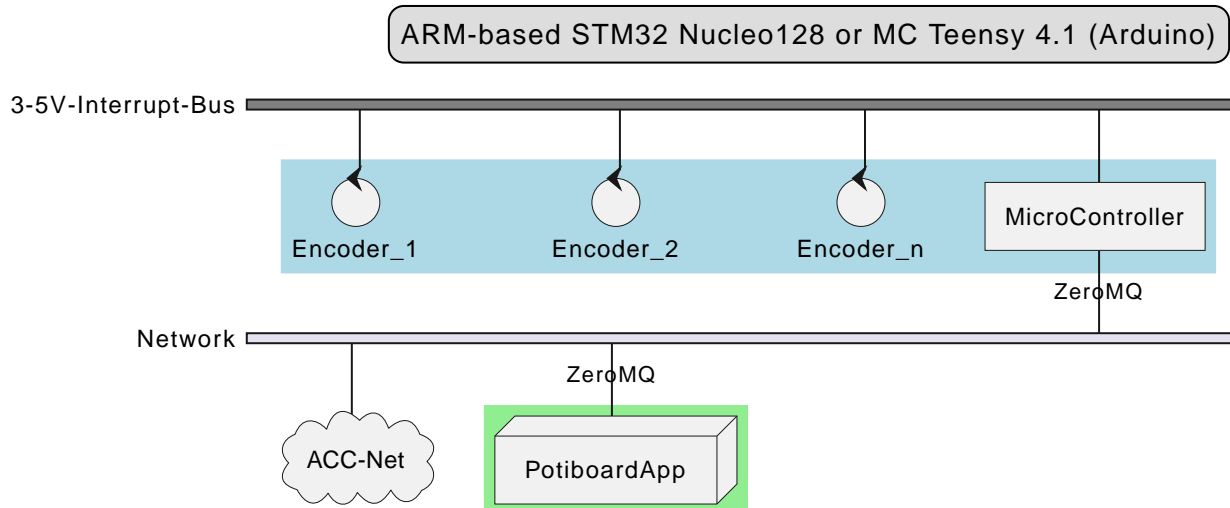 ARM-based STM32 Nucleo128 or MC Teensy 4.1 (Arduino)
3-5V-Interrupt-Bus
Encoder_1
Encoder_2
Encoder_n
MicroController
ZeroMQ
Network
ZeroMQ
ACC-Net
PotiboardApp